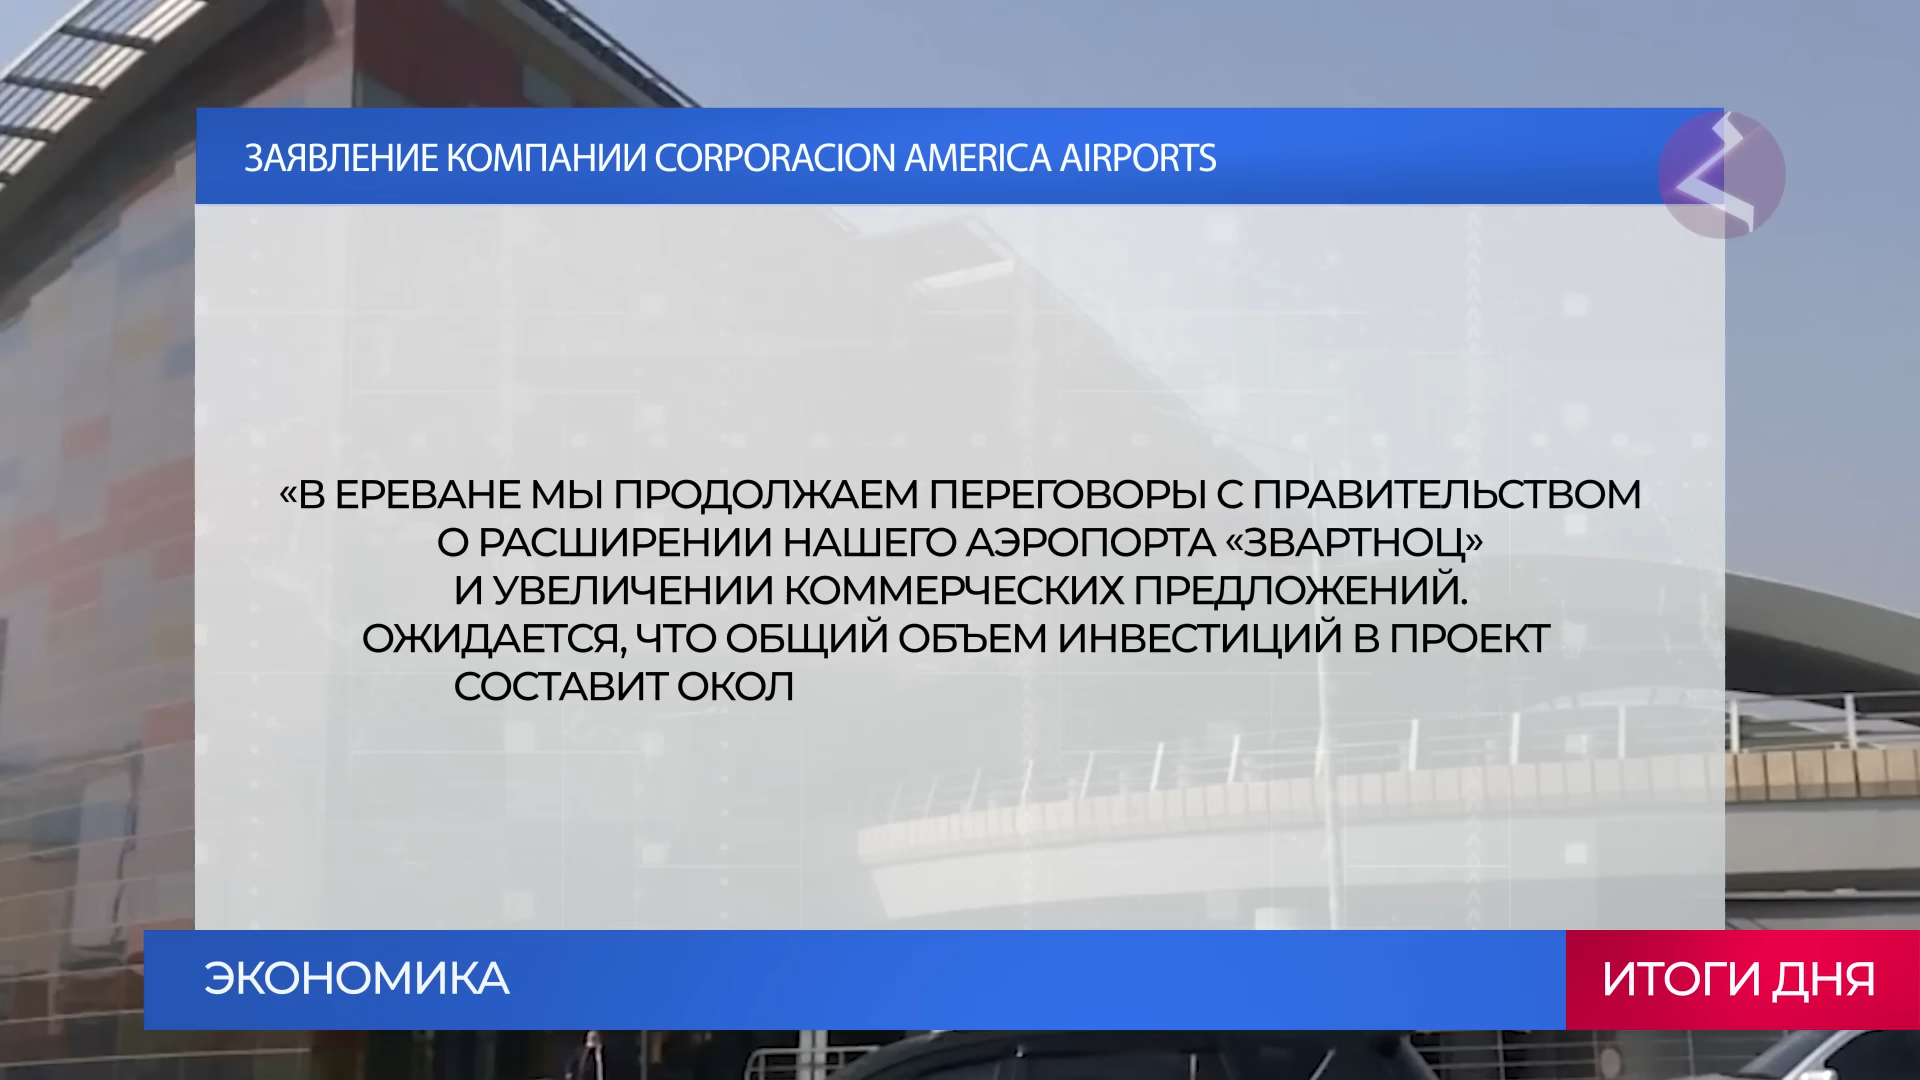 ЗАЯВЛЕНИЕ КОМПАНИИ CORPORACION AMERICA AIRPORTS
«В ЕРЕВАНЕ МЫ ПРОДОЛЖАЕМ ПЕРЕГОВОРЫ С ПРАВИТЕЛЬСТВОМ
О РАСШИРЕНИИ НАШЕГО АЭРОПОРТА «ЗВАРТНОЦ»
И УВЕЛИЧЕНИИ КОММЕРЧЕСКИХ ПРЕДЛОЖЕНИЙ.
ОЖИДАЕТСЯ, ЧТО ОБЩИЙ ОБЪЕМ ИНВЕСТИЦИЙ В ПРОЕКТ
СОСТАВИТ ОКОЛ
ЭКОНОМИКА
ИТОГИ ДНЯ